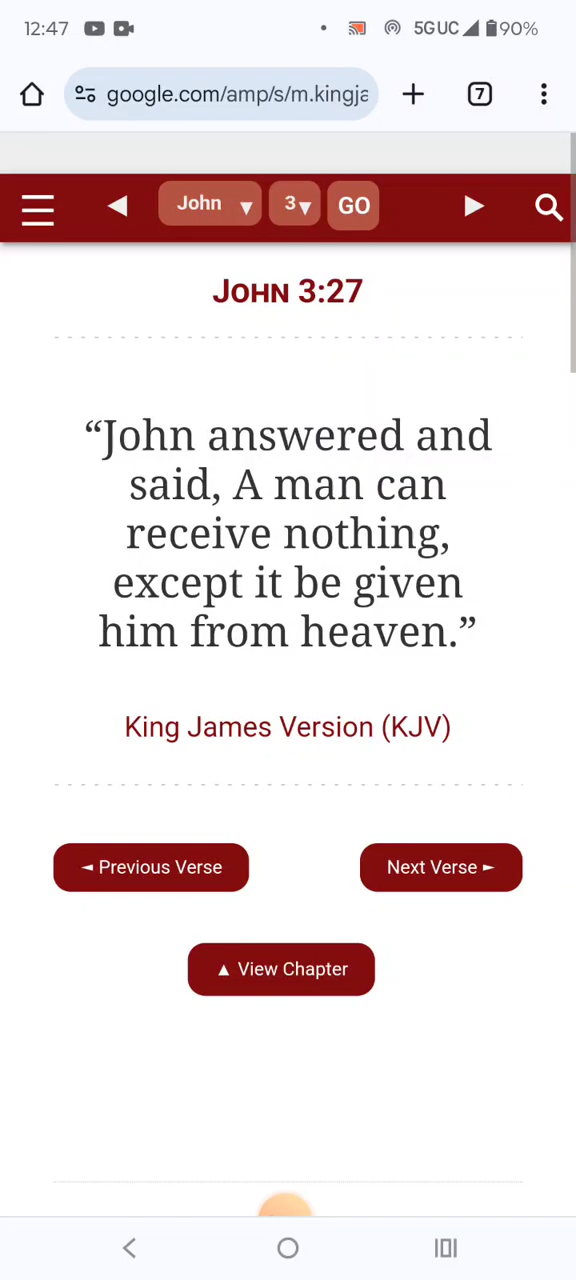 12:47 5GUC 90%
google.com/amp/s/m.kingja 7
John 3 GO
JOHN 3:27
“John answered and
said, A man can
receive nothing,
except it be given
him from heaven.”
King James Version (KJV)
◄ Previous Verse Next Verse ►
▲ View Chapter